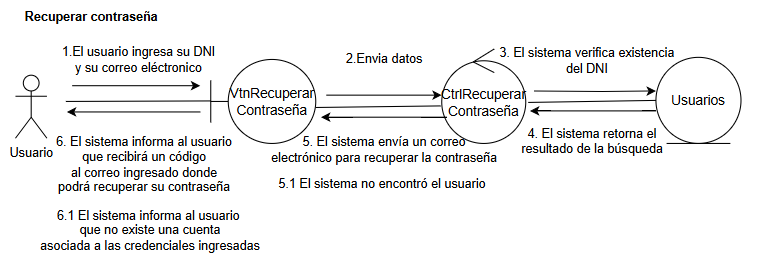 Recuperar contraseña
1.El usuario ingresa su DNI
y su correo eléctronico
2.Envia datos
3. El sistema verifica existencia
del DNI
VtnRecuperar
Contraseña
CtrlRecuperar
Contraseña
Usuarios
Usuario
6. El sistema informa al usuario
que recibirá un código
al correo ingresado donde
podrá recuperar su contraseña
5. El sistema envía un correo
electrónico para recuperar la contraseña
4. El sistema retorna el
resultado de la búsqueda
5.1 El sistema no encontró el usuario
6.1 El sistema informa al usuario
que no existe una cuenta
asociada a las credenciales ingresadas